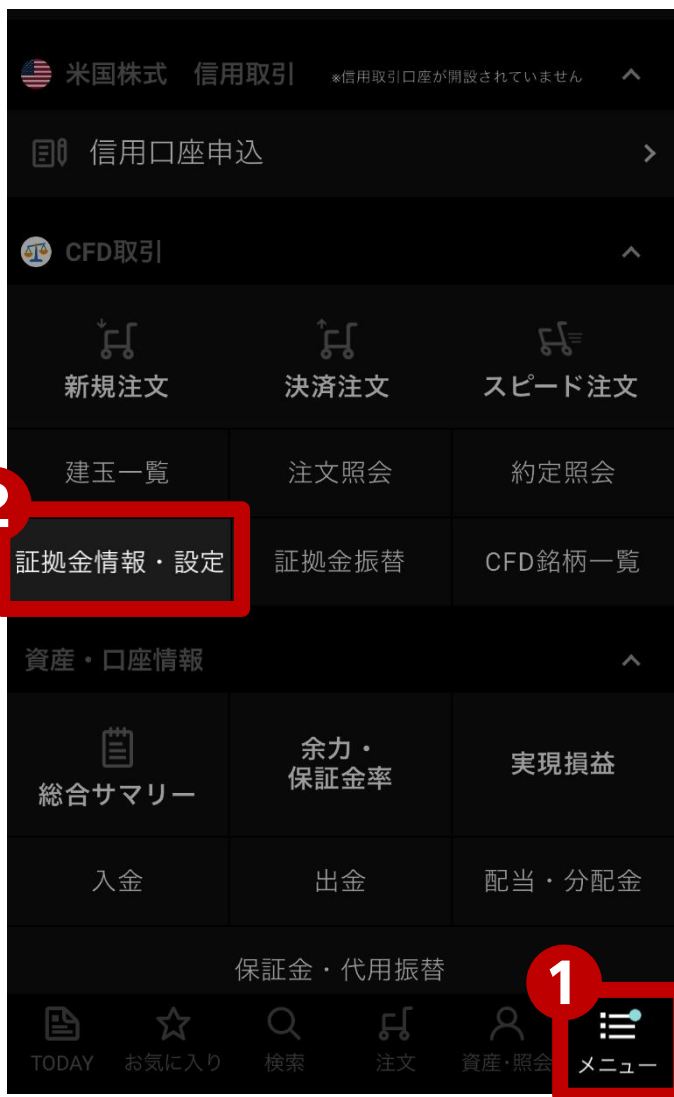 米国株式 信用取引 ※信用取引口座が開設されていません
信用口座申込
CFD取引
新規注文 決済注文 スピード注文
建玉一覧 注文照会 約定照会
2
証拠金情報・設定 証拠金振替 CFD銘柄一覧
資産・口座情報
総合サマリー
余力・
保証金率
実現損益
入金 出金 配当・分配金
保証金・代用振替
1
TODAY お気に入り 検索 注文 資産・照会 メニュー